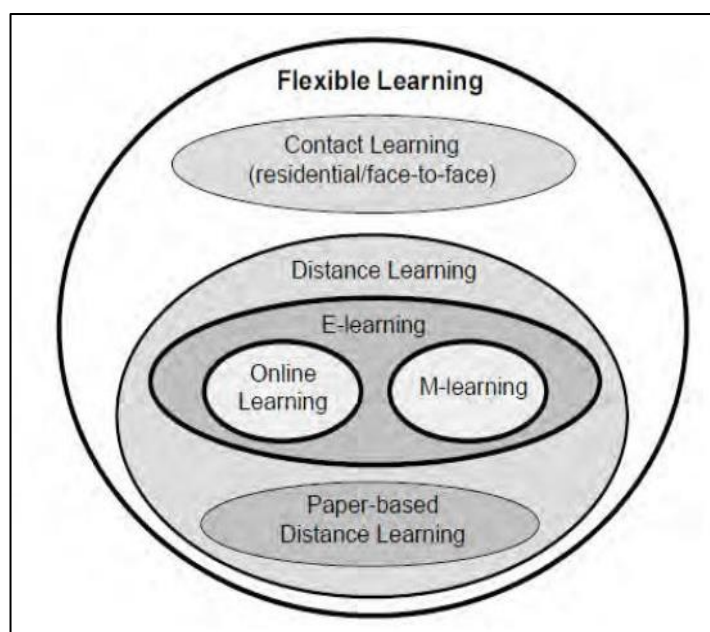 Flexible Learning
Contact Learning
(residential/face-to-face)
Distance Learning
E-learning
Online
Learning
M-learning
Paper-based
Distance Learning